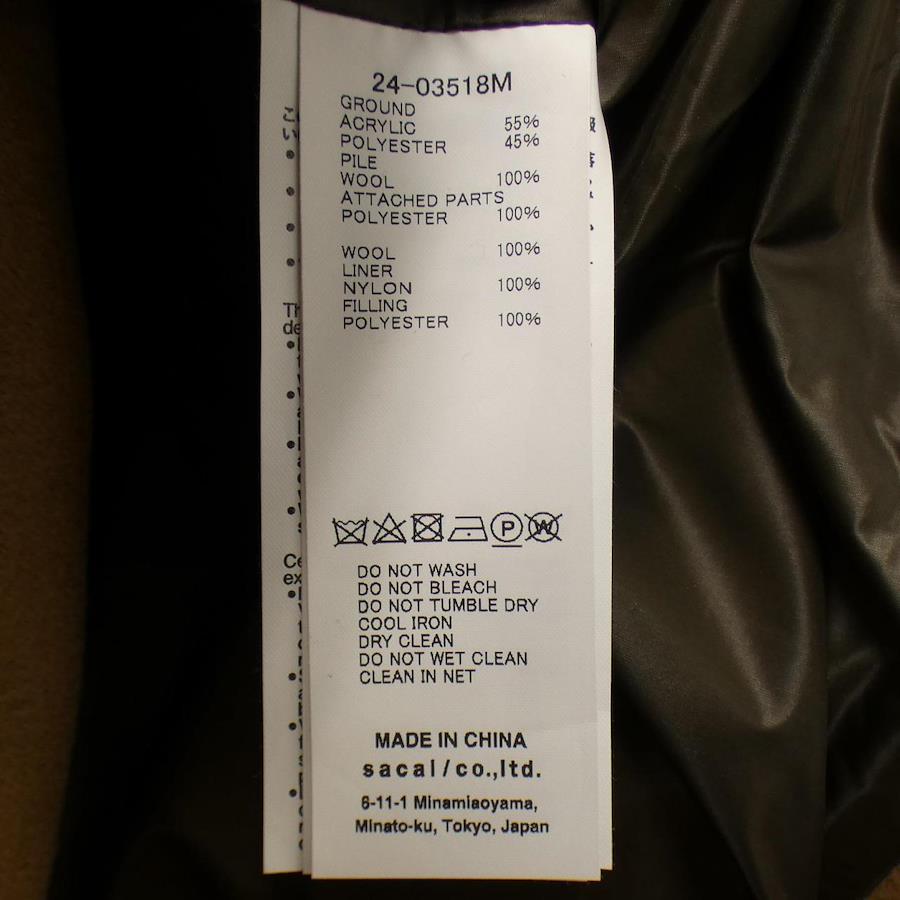 24-03518M
GROUND
ACRYLIC 55%
POLYESTER 45%
PILE
WOOL 100%
ATTACHED PARTS
POLYESTER 100%
WOOL 100%
LINER
NYLON 100%
FILLING
POLYESTER 100%
P W
DO NOT WASH
DO NOT BLEACH
DO NOT TUMBLE DRY
COOL IRON
DRY CLEAN
DO NOT WET CLEAN
CLEAN IN NET
MADE IN CHINA
sacai/co.,ltd.
6-11-1 Minamiaoyama,
Minato-ku, Tokyo, Japan